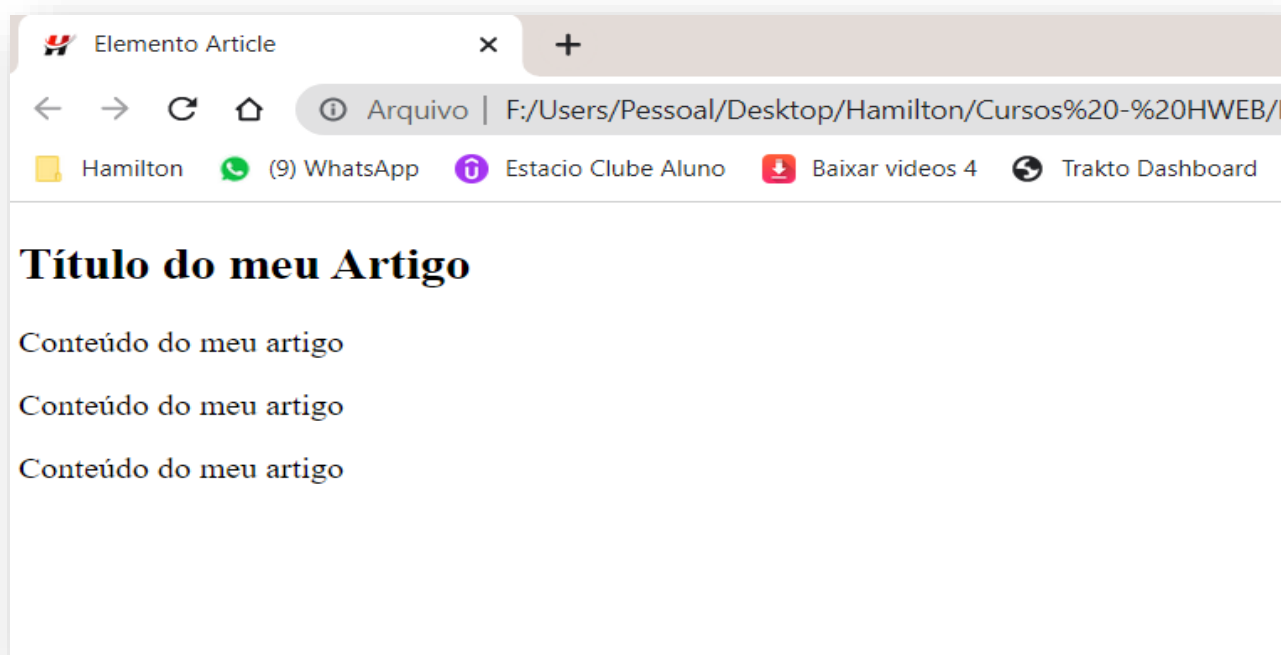 Elemento Article
Arquivo | F:/Users/Pessoal/Desktop/Hamilton/Cursos%20-%20HWEB/
Hamilton (9) WhatsApp Estacio Clube Aluno Baixar videos 4 Trakto Dashboard
Título do meu Artigo
Conteúdo do meu artigo
Conteúdo do meu artigo
Conteúdo do meu artigo